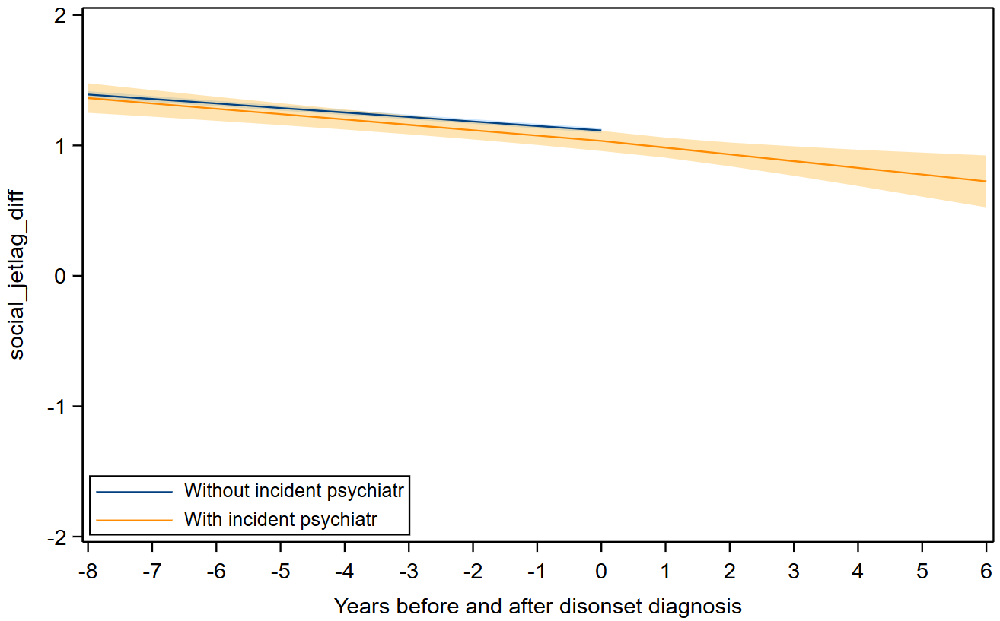 2
1
0
-1
-2
social_jetlag_diff
Without incident psychiatr
With incident psychiatr
-8 -7 -6 -5 -4 -3 -2 -1 0 1 2 3 4 5 6
Years before and after disonset diagnosis